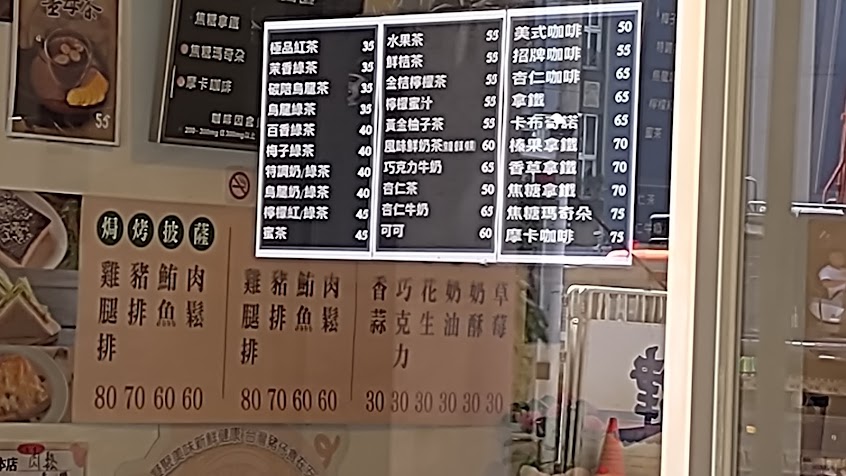 焦糖拿鐵
焦糖瑪奇朵
摩卡咖啡
55
極品紅茶 35
茉香綠茶 35
碳焙烏龍茶 35
烏龍綠茶 35
百香綠茶 40
梅子綠茶 40
特調奶/綠茶 40
烏龍奶/綠茶 40
檸檬紅/綠茶 45
蜜茶 45
水果茶 55
鮮桔茶 55
金桔檸檬茶 55
檸檬蜜汁 55
黃金柚子茶 55
風味鮮奶茶 60
巧克力牛奶 65
杏仁茶 50
杏仁牛奶 65
可可 60
美式咖啡 50
招牌咖啡 55
杏仁咖啡 65
拿鐵 65
卡布奇諾 65
榛果拿鐵 70
香草拿鐵 70
焦糖拿鐵 70
焦糖瑪奇朵 75
摩卡咖啡 75
焗烤披薩
雞腿排 80
豬排 70
鮪魚 60
肉鬆 60
雞腿排 80
豬排 70
鮪魚 60
肉鬆 60
香蒜 30
巧克力 30
花生 30
奶油 30
奶酥 30
草莓 30
美味新鮮健康